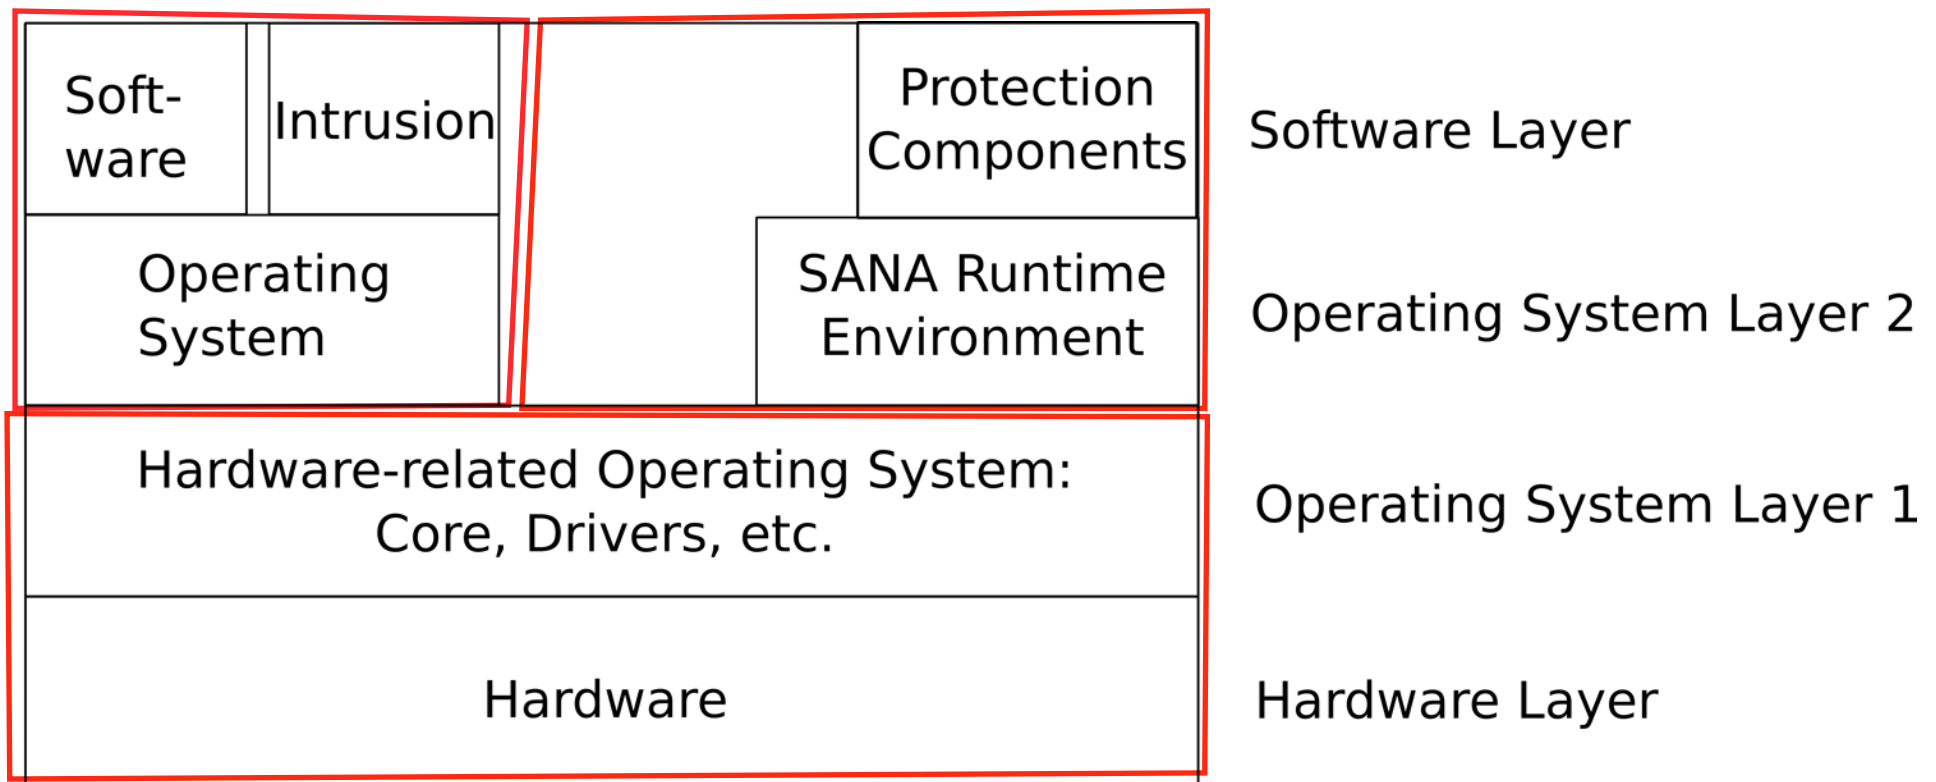 Soft-
ware
Intrusion
Protection
Components
Software Layer
Operating
System
SANA Runtime
Environment
Operating System Layer 2
Hardware-related Operating System:
Core, Drivers, etc.
Operating System Layer 1
Hardware
Hardware Layer